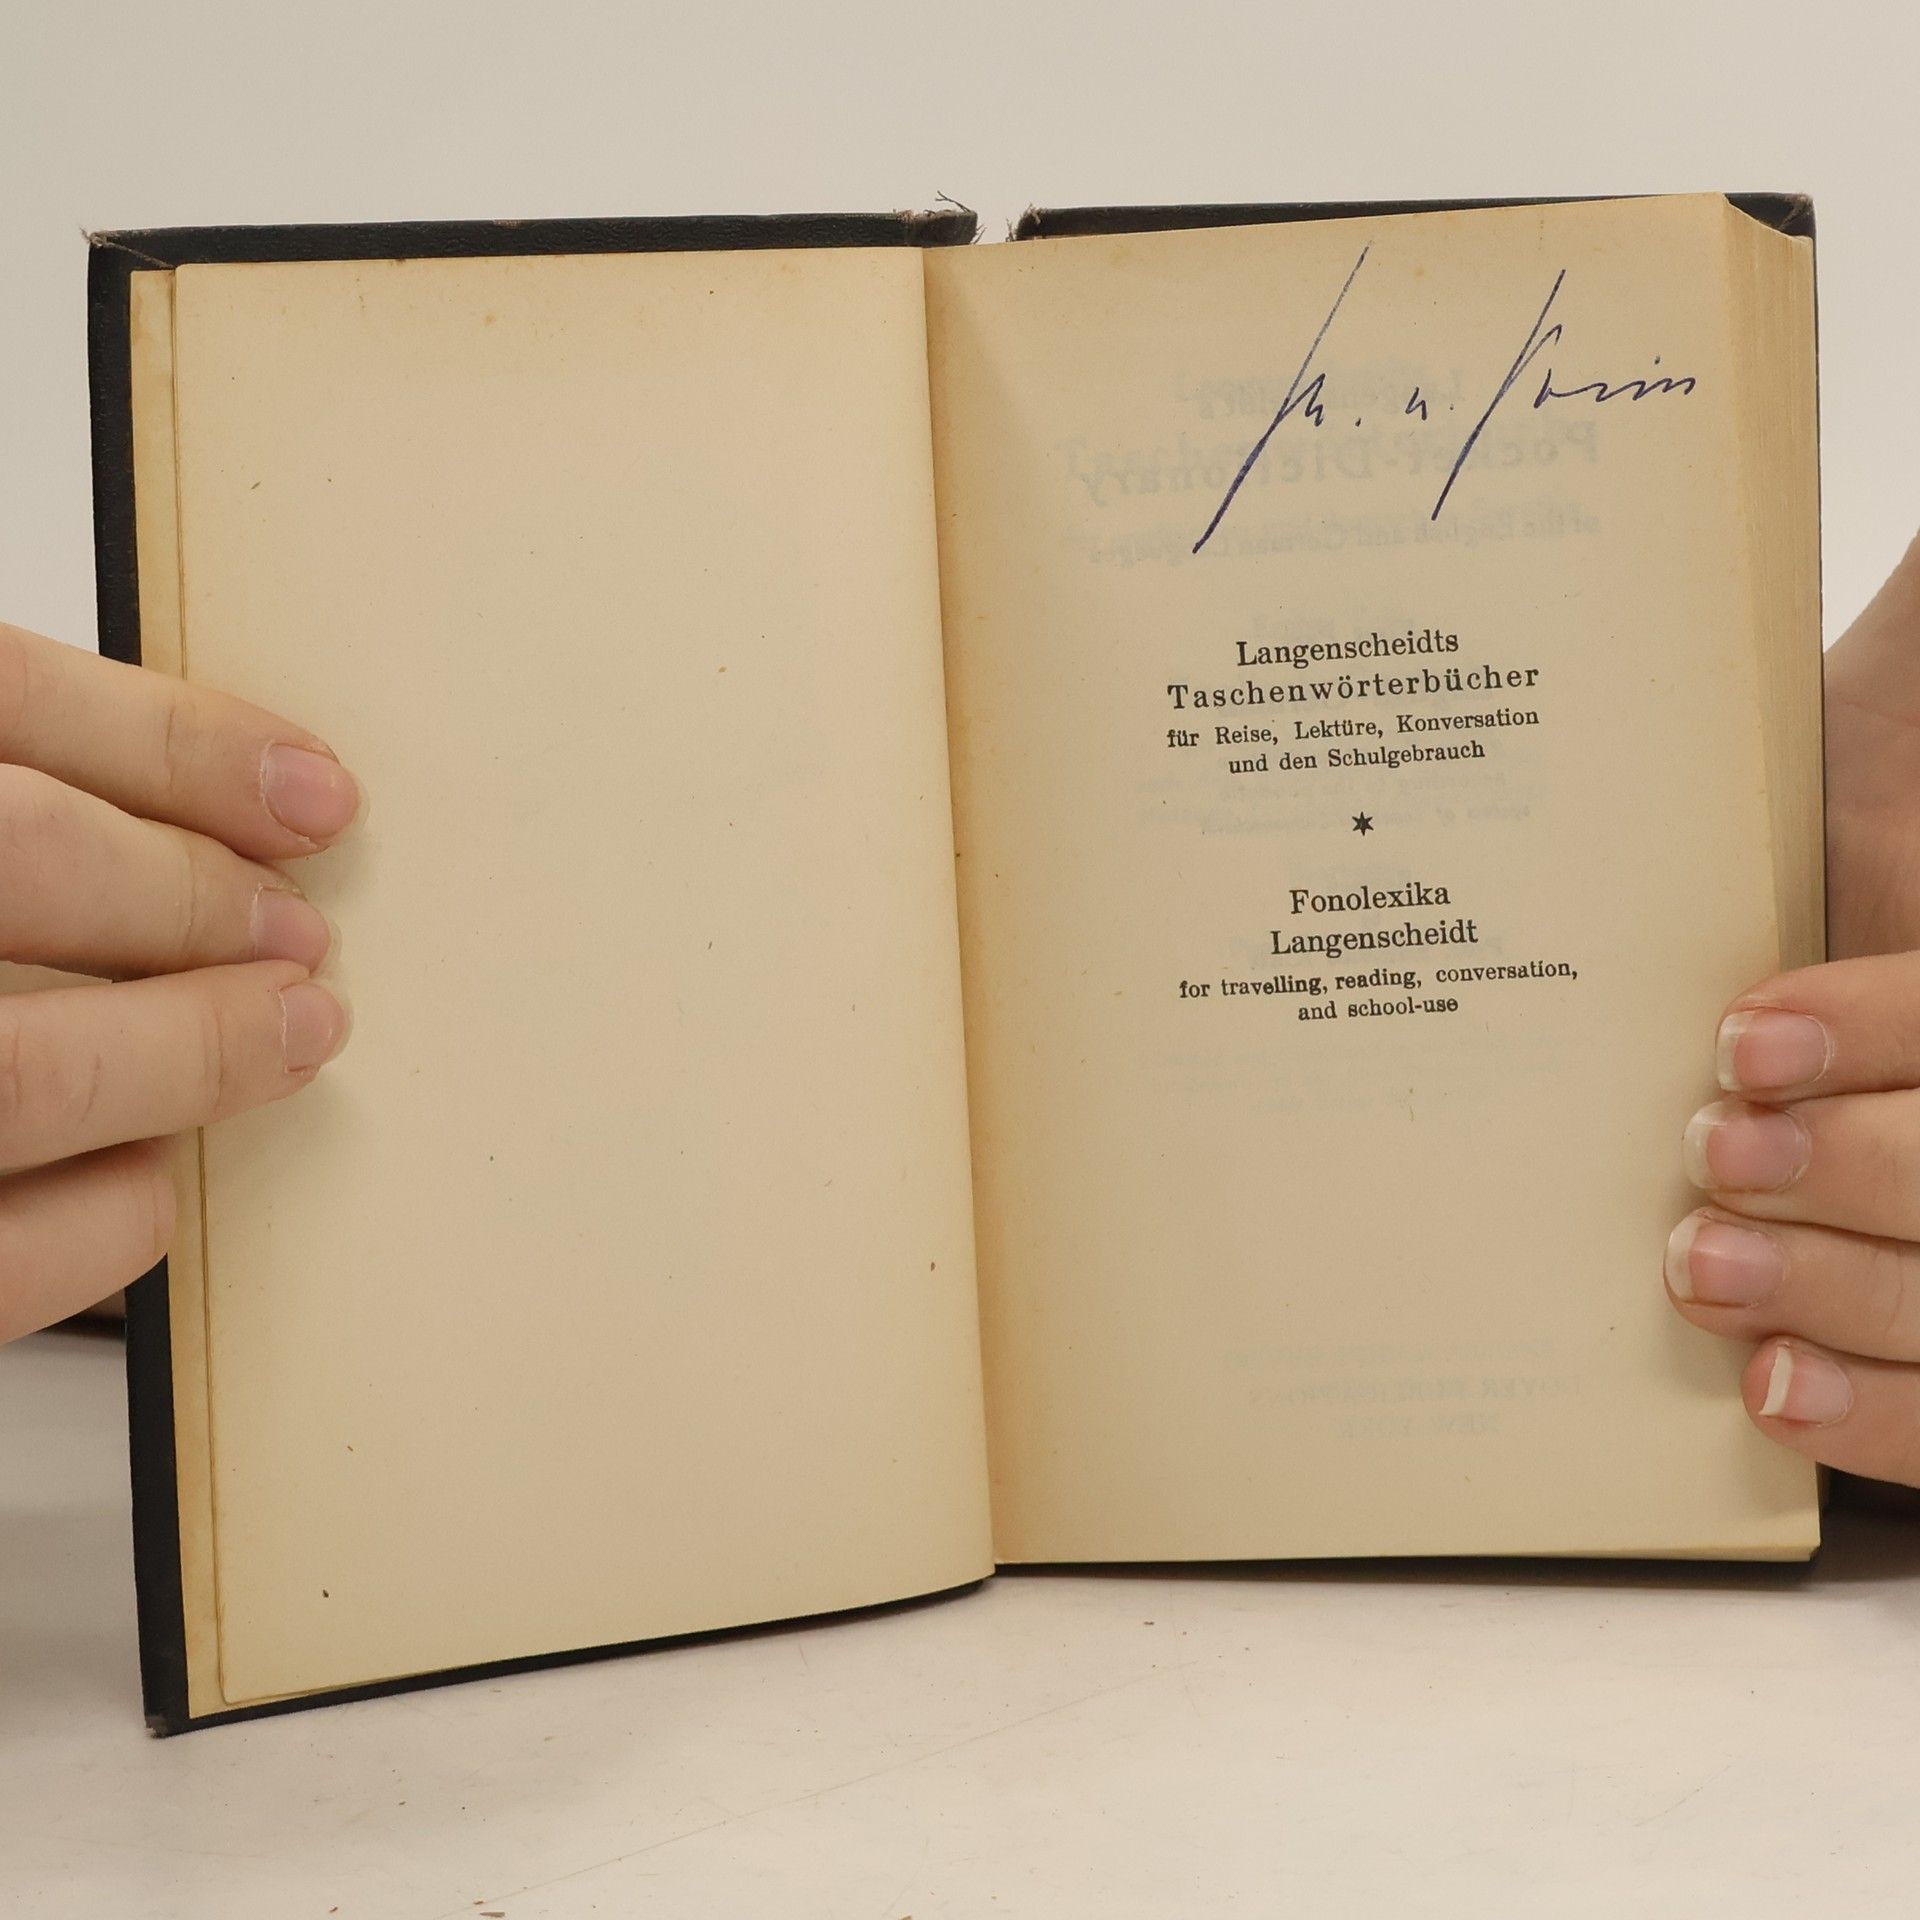 Langenscheidts
Taschenwörterbücher
für Reise, Lektüre, Konversation
und den Schulgebrauch
Fonolexika
Langenscheidt
for travelling, reading, conversation,
and school-use